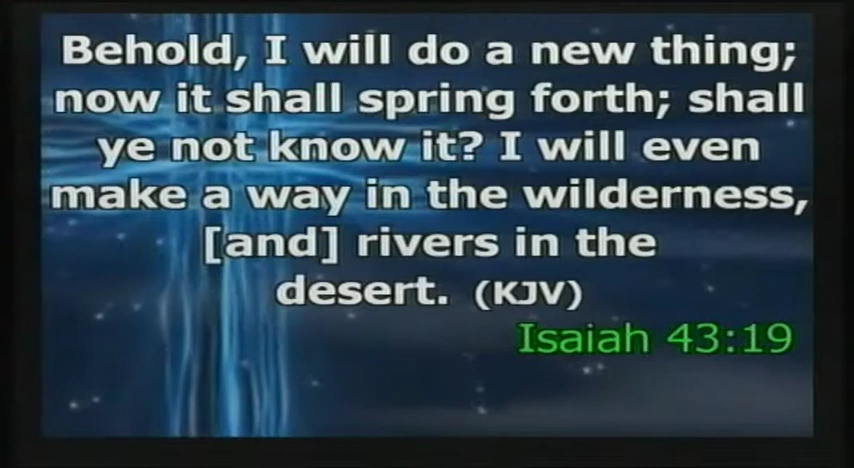 Behold, I will do a new thing;
now it shall spring forth; shall
ye not know it? I will even
make a way in the wilderness,
[and] rivers in the
desert. (KJV)
Isaiah 43:19